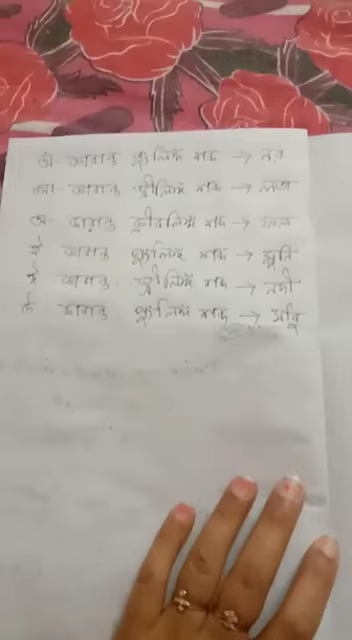 অ- কারান্ত পুংলিঙ্গ শব্দ → নর
আ- কারান্ত স্ত্রীলিঙ্গ শব্দ → লতা
অ- কারান্ত ক্লীবলিঙ্গ শব্দ → ফল
ই কারান্ত পুংলিঙ্গ শব্দ → মুনি
ঈ কারান্ত স্ত্রীলিঙ্গ শব্দ → নদী
উ কারান্ত পুংলিঙ্গ শব্দ → সাধু